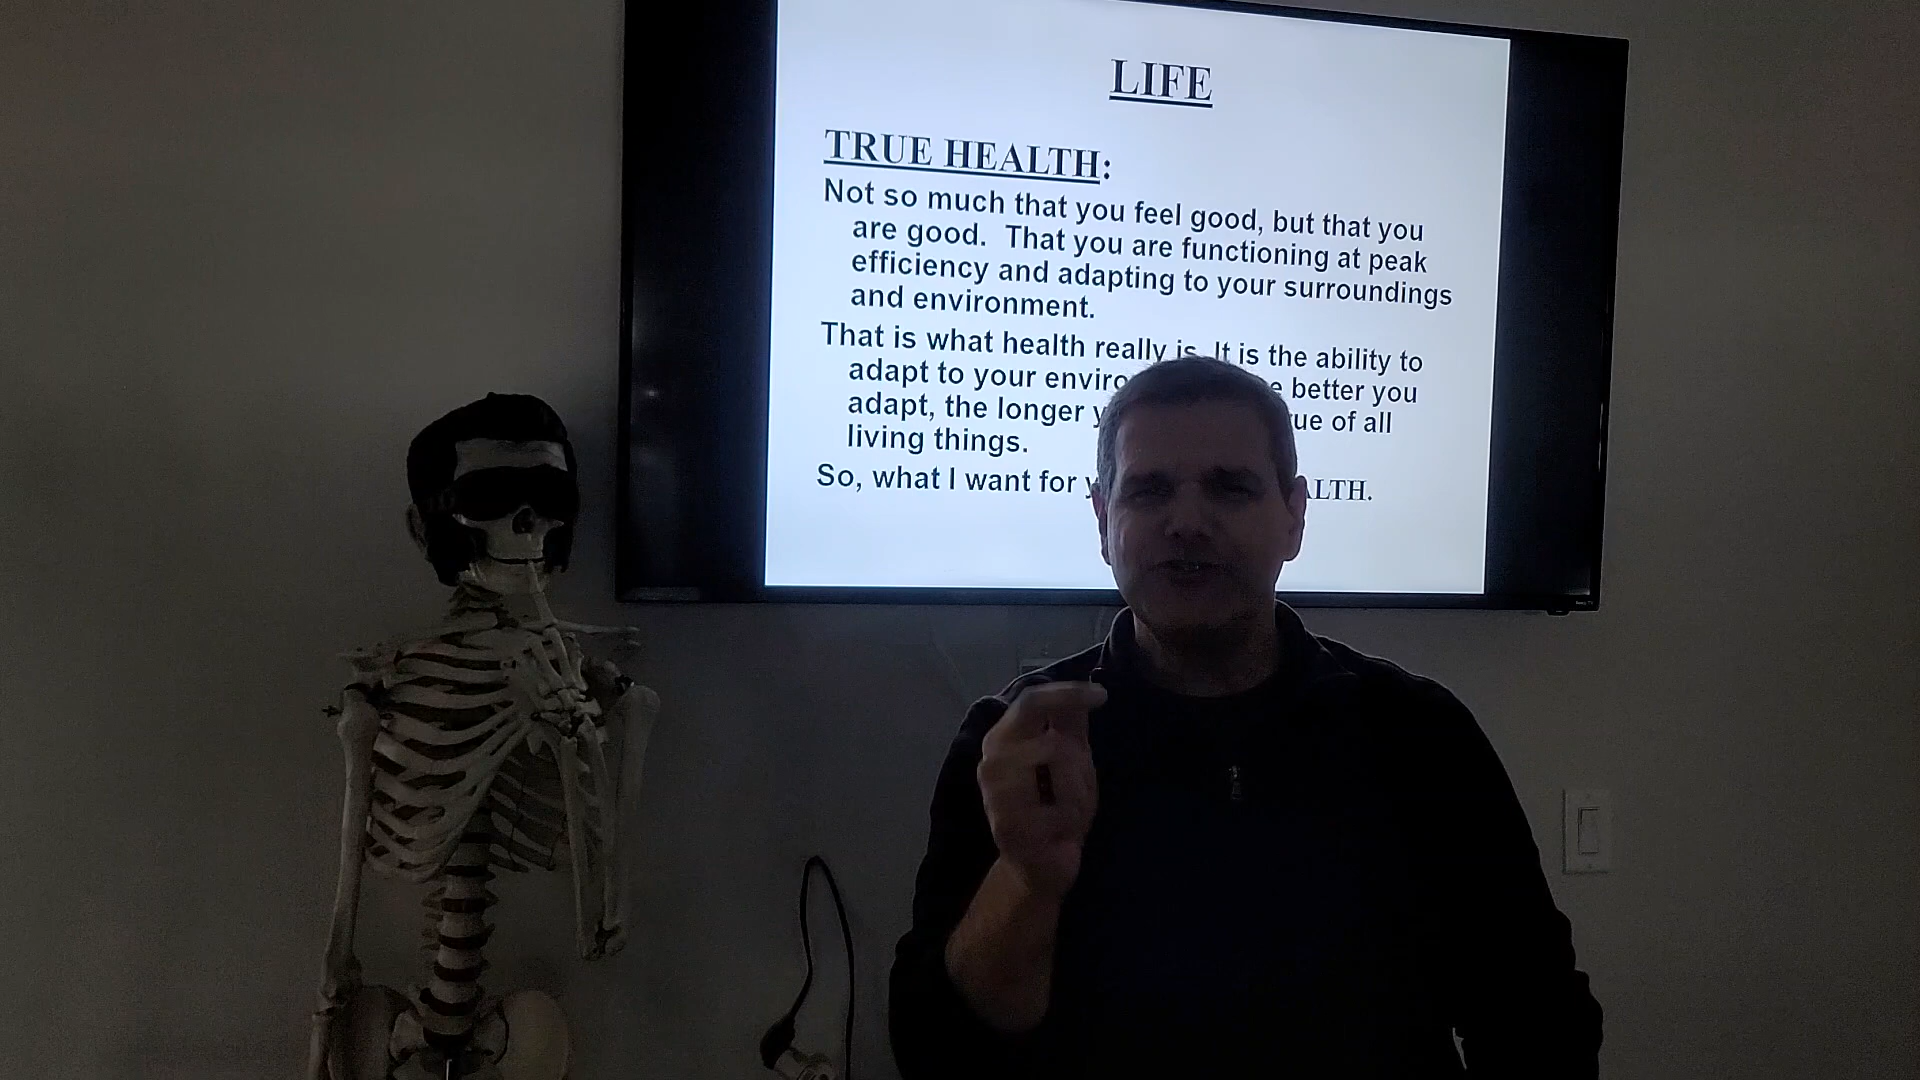 LIFE
TRUE HEALTH:
Not so much that you feel good, but that you
are good. That you are functioning at peak
efficiency and adapting to your surroundings
and environment.
That is what health really is. It is the ability to
adapt to your enviro e better you
adapt, the longer y ue of all
living things.
So, what I want for y ALTH.